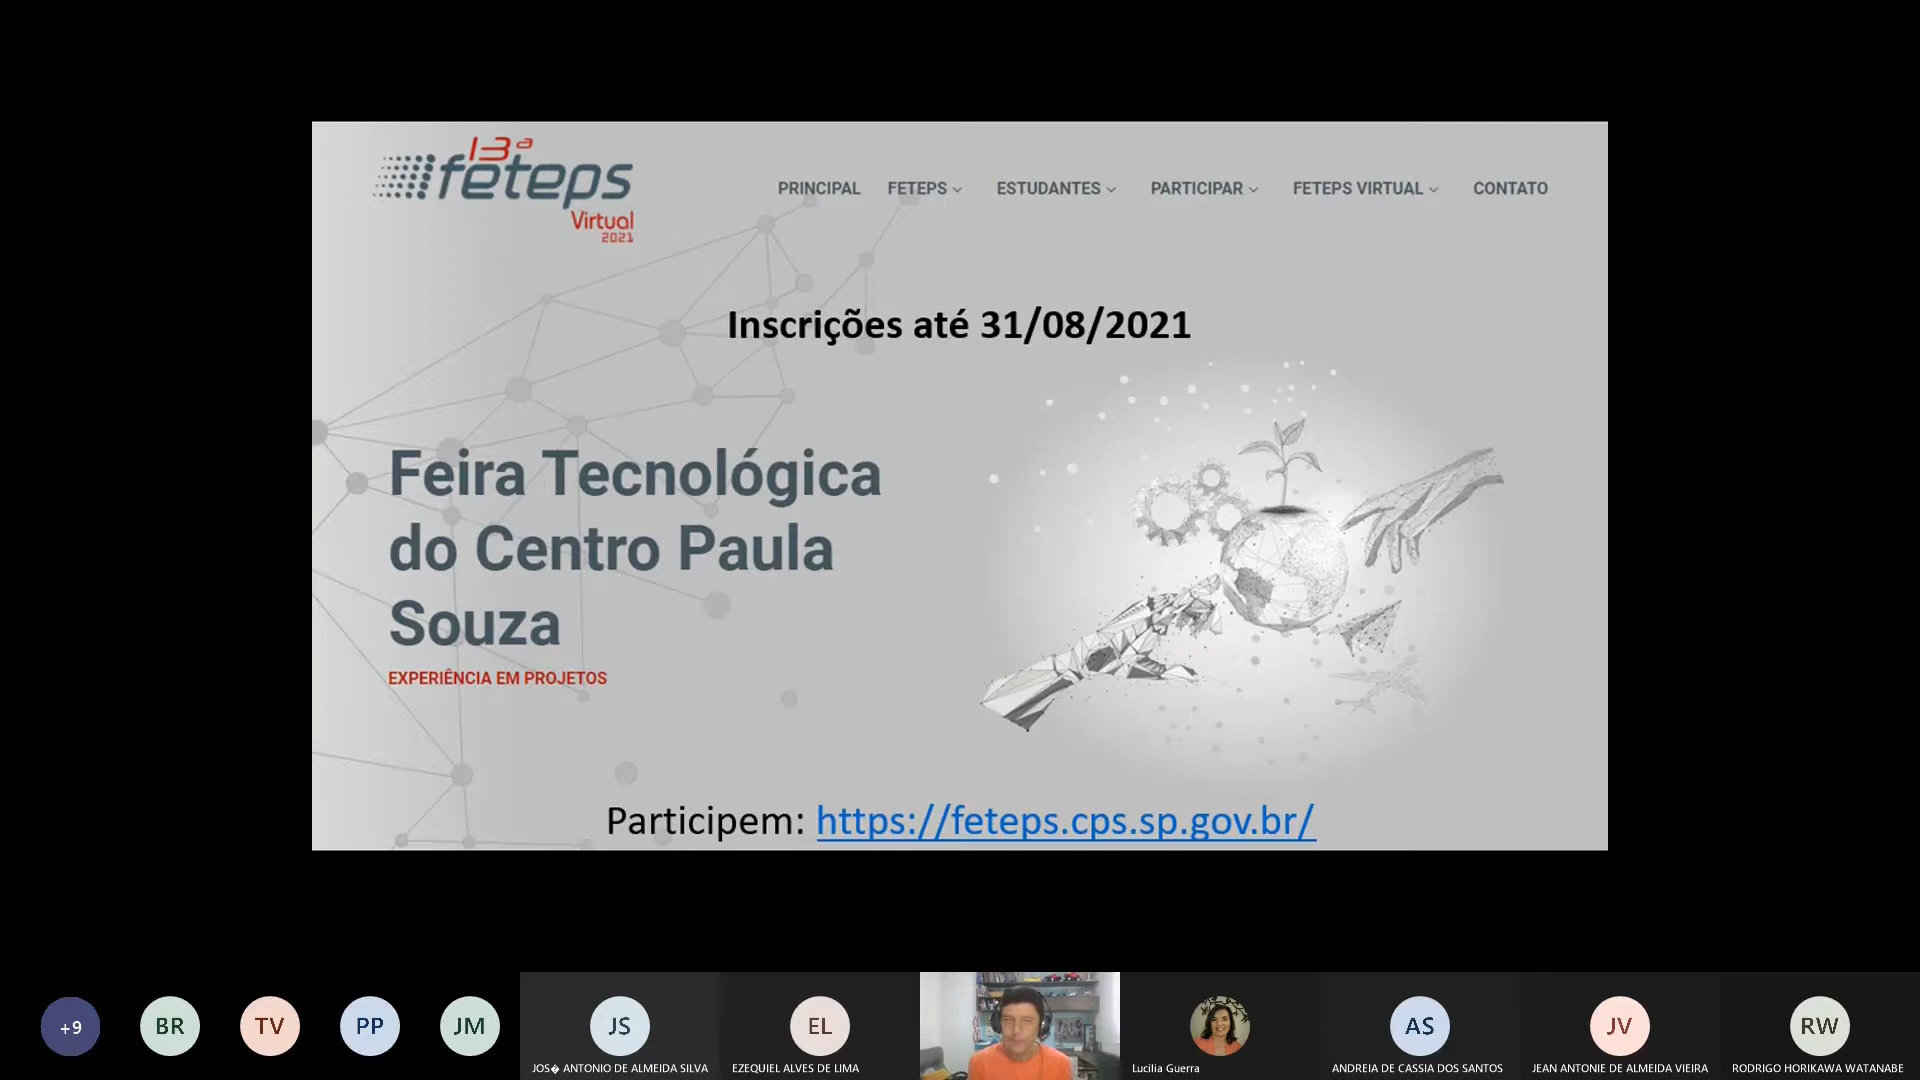 13ª
feteps
Virtual
2021
PRINCIPAL FETEPS ESTUDANTES PARTICIPAR FETEPS VIRTUAL CONTATO
Inscrições até 31/08/2021
Feira Tecnológica
do Centro Paula
Souza
EXPERIÊNCIA EM PROJETOS
Participem: https://feteps.cps.sp.gov.br/
+9 BR TV PP JM JS EL AS JV RW
JOS� ANTONIO DE ALMEIDA SILVA EZEQUIEL ALVES DE LIMA Lucilia Guerra ANDREIA DE CASSIA DOS SANTOS JEAN ANTONIE DE ALMEIDA VIEIRA RODRIGO HORIKAWA WATANABE